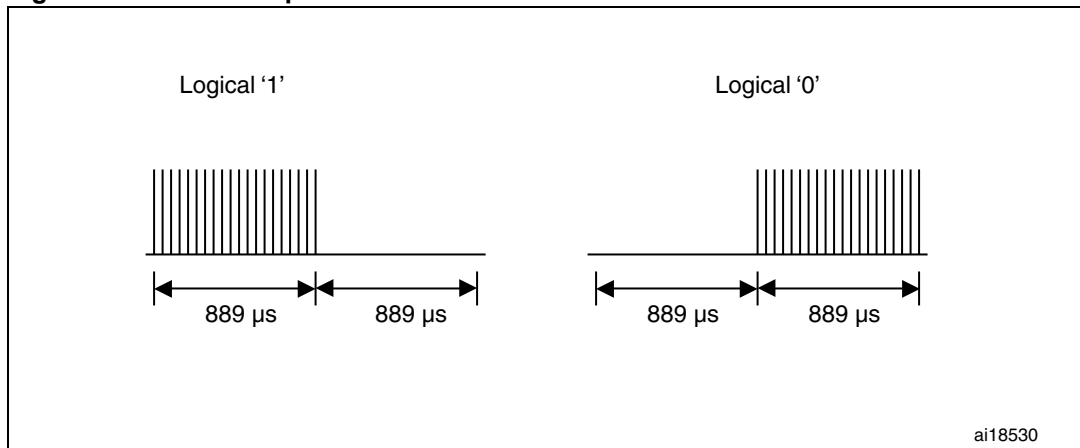 Logical ‘1’ Logical ‘0’
889 µs 889 µs 889 µs 889 µs
ai18530